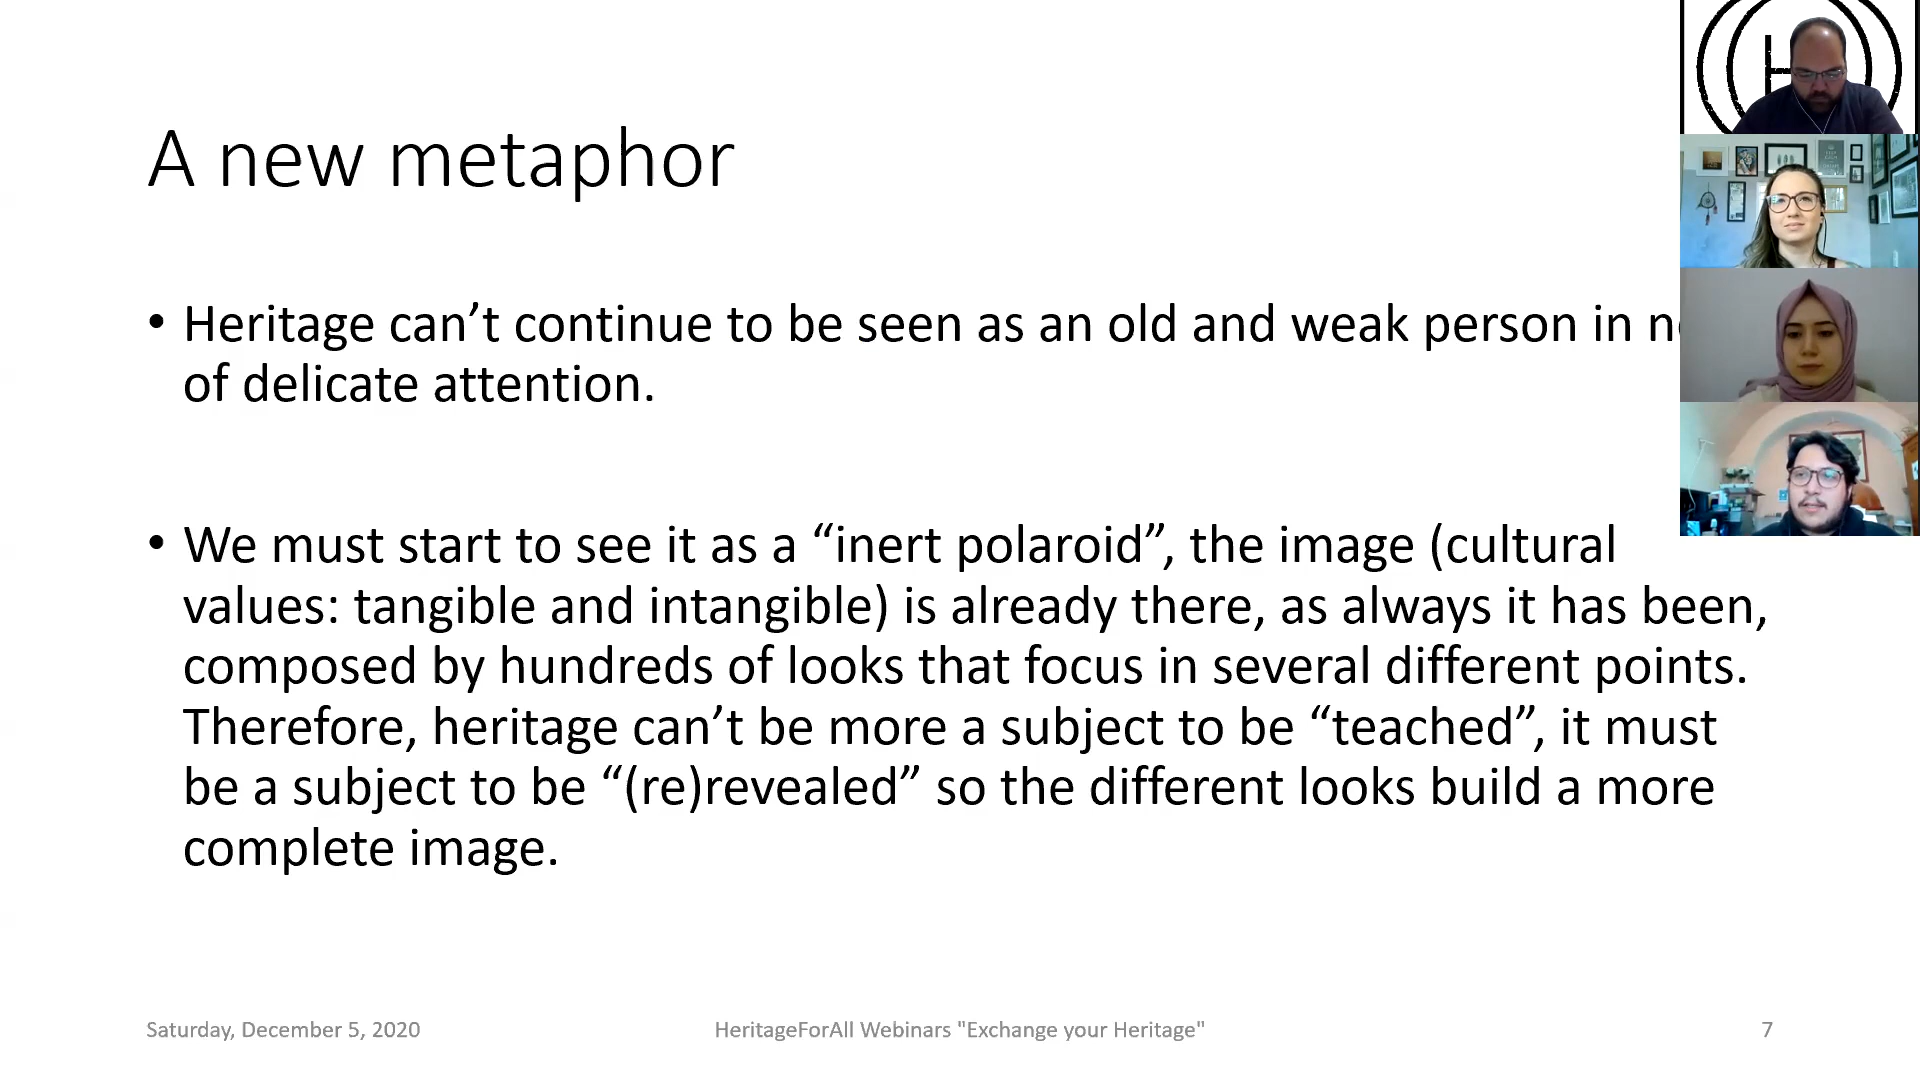 A new metaphor
• Heritage can’t continue to be seen as an old and weak person in
of delicate attention.
• We must start to see it as a “inert polaroid”, the image (cultural
values: tangible and intangible) is already there, as always it has been,
composed by hundreds of looks that focus in several different points.
Therefore, heritage can’t be more a subject to be “teached”, it must
be a subject to be “(re)revealed” so the different looks build a more
complete image.
Saturday, December 5, 2020
HeritageForAll Webinars "Exchange your Heritage"
7